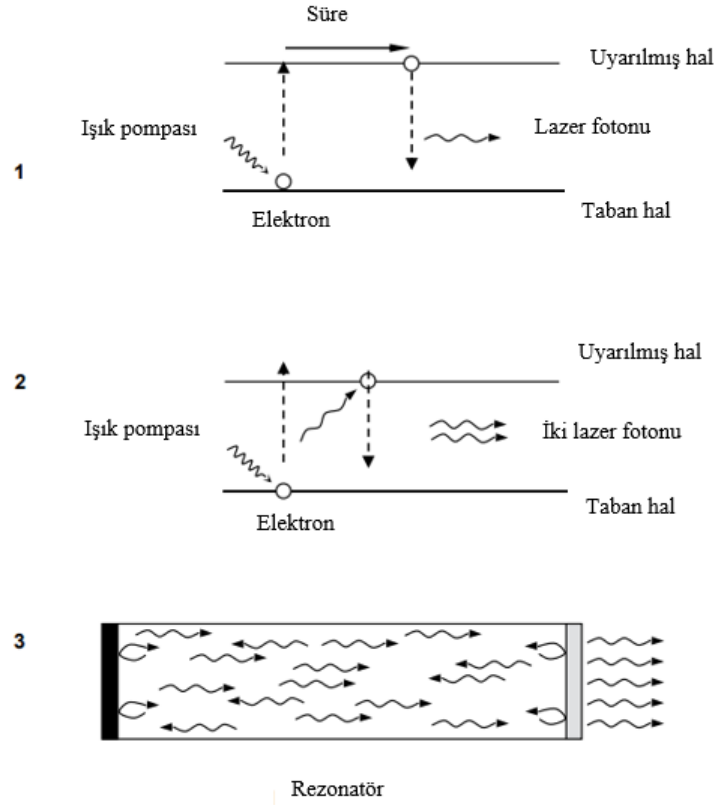 Süre
Uyarılmış hal
Işık pompası
Lazer fotonu
1
Elektron
Taban hal
Uyarılmış hal
2
Işık pompası
İki lazer fotonu
Elektron
Taban hal
3
Rezonatör